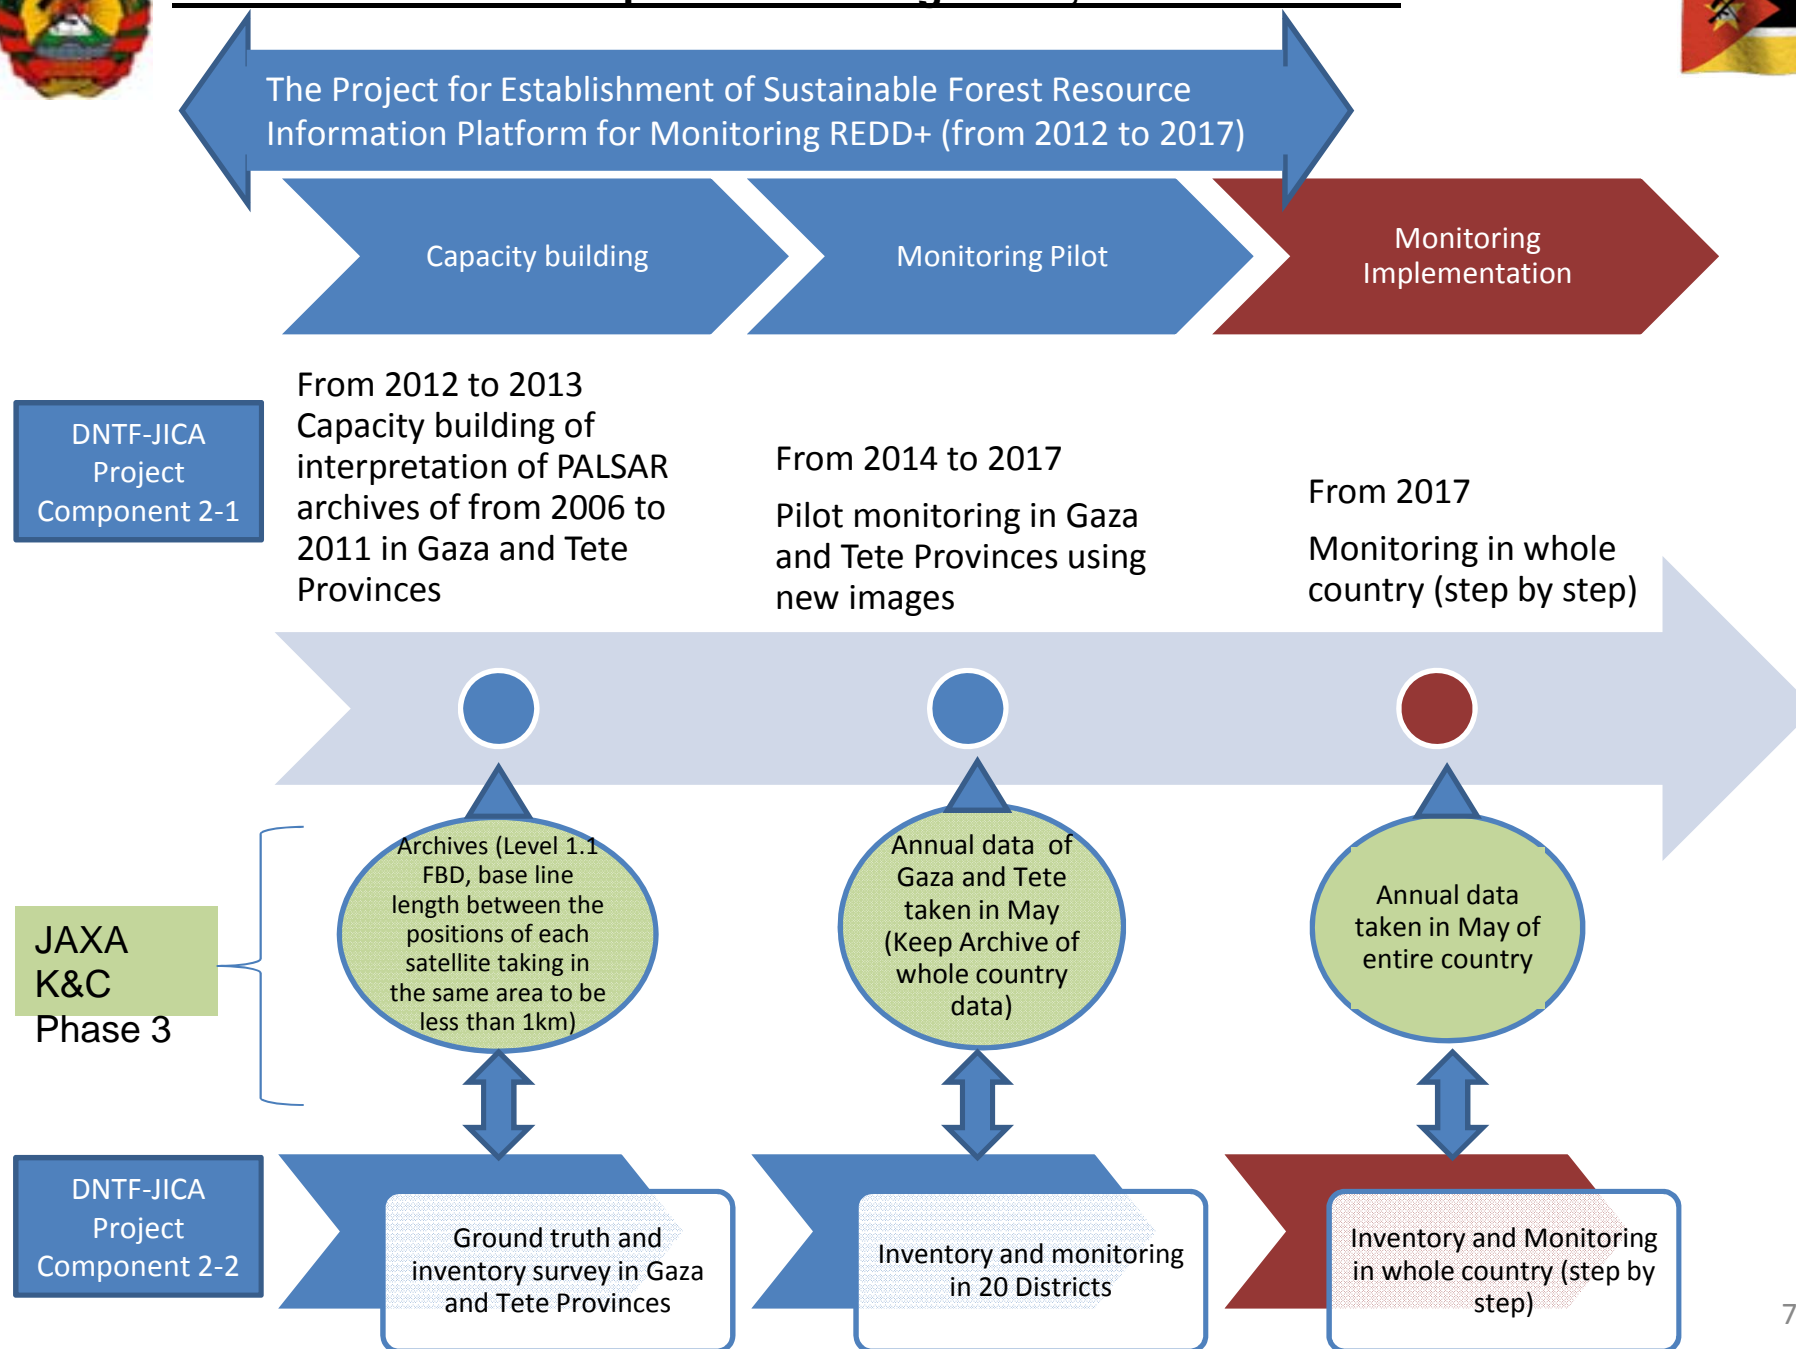 The Project for Establishment of Sustainable Forest Resource
Information Platform for Monitoring REDD+ (from 2012 to 2017)
Capacity building
Monitoring Pilot
Monitoring
Implementation
DNTF-JICA
Project
Component 2-1
From 2012 to 2013
Capacity building of
interpretation of PALSAR
archives of from 2006 to
2011 in Gaza and Tete
Provinces
From 2014 to 2017
Pilot monitoring in Gaza
and Tete Provinces using
new images
From 2017
Monitoring in whole
country (step by step)
JAXA
K&C
Phase 3
Archives (Level 1.1
FBD, base line
length between the
positions of each
satellite taking in
the same area to be
less than 1km)
Annual data of
Gaza and Tete
taken in May
(Keep Archive of
whole country
data)
Annual data
taken in May of
entire country
DNTF-JICA
Project
Component 2-2
Ground truth and
inventory survey in Gaza
and Tete Provinces
Inventory and monitoring
in 20 Districts
Inventory and Monitoring
in whole country (step by
step)
7